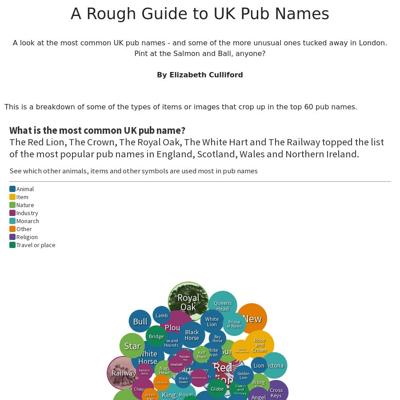 A Rough Guide to UK Pub Names
A look at the most common UK pub names - and some of the more unusual ones tucked away in London.
Pint at the Salmon and Ball, anyone?
By Elizabeth Culliford
This is a breakdown of some of the types of items or images that crop up in the top 60 pub names.
What is the most common UK pub name?
The Red Lion, The Crown, The Royal Oak, The White Hart and The Railway topped the list
of the most popular pub names in England, Scotland, Wales and Northern Ireland.
See which other animals, items and other symbols are used most in pub names
Animal
Item
Nature
Industry
Monarch
Other
Religion
Travel or place
Royal
Oak
Queens
Head
Lamb
White
Lion
New
Bull
Plou
Black
Horse
Bridge
Star
Rose
and
Crown
White
Horse
Lion
Railway
Red
King
Globe
Cross
Keys
Angel